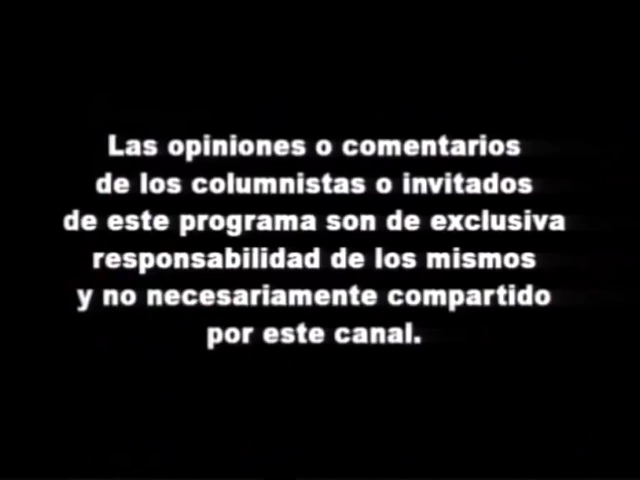 Las opiniones o comentarios
de los columnistas o invitados
de este programa son de exclusiva
responsabilidad de los mismos
y no necesariamente compartido
por este canal.